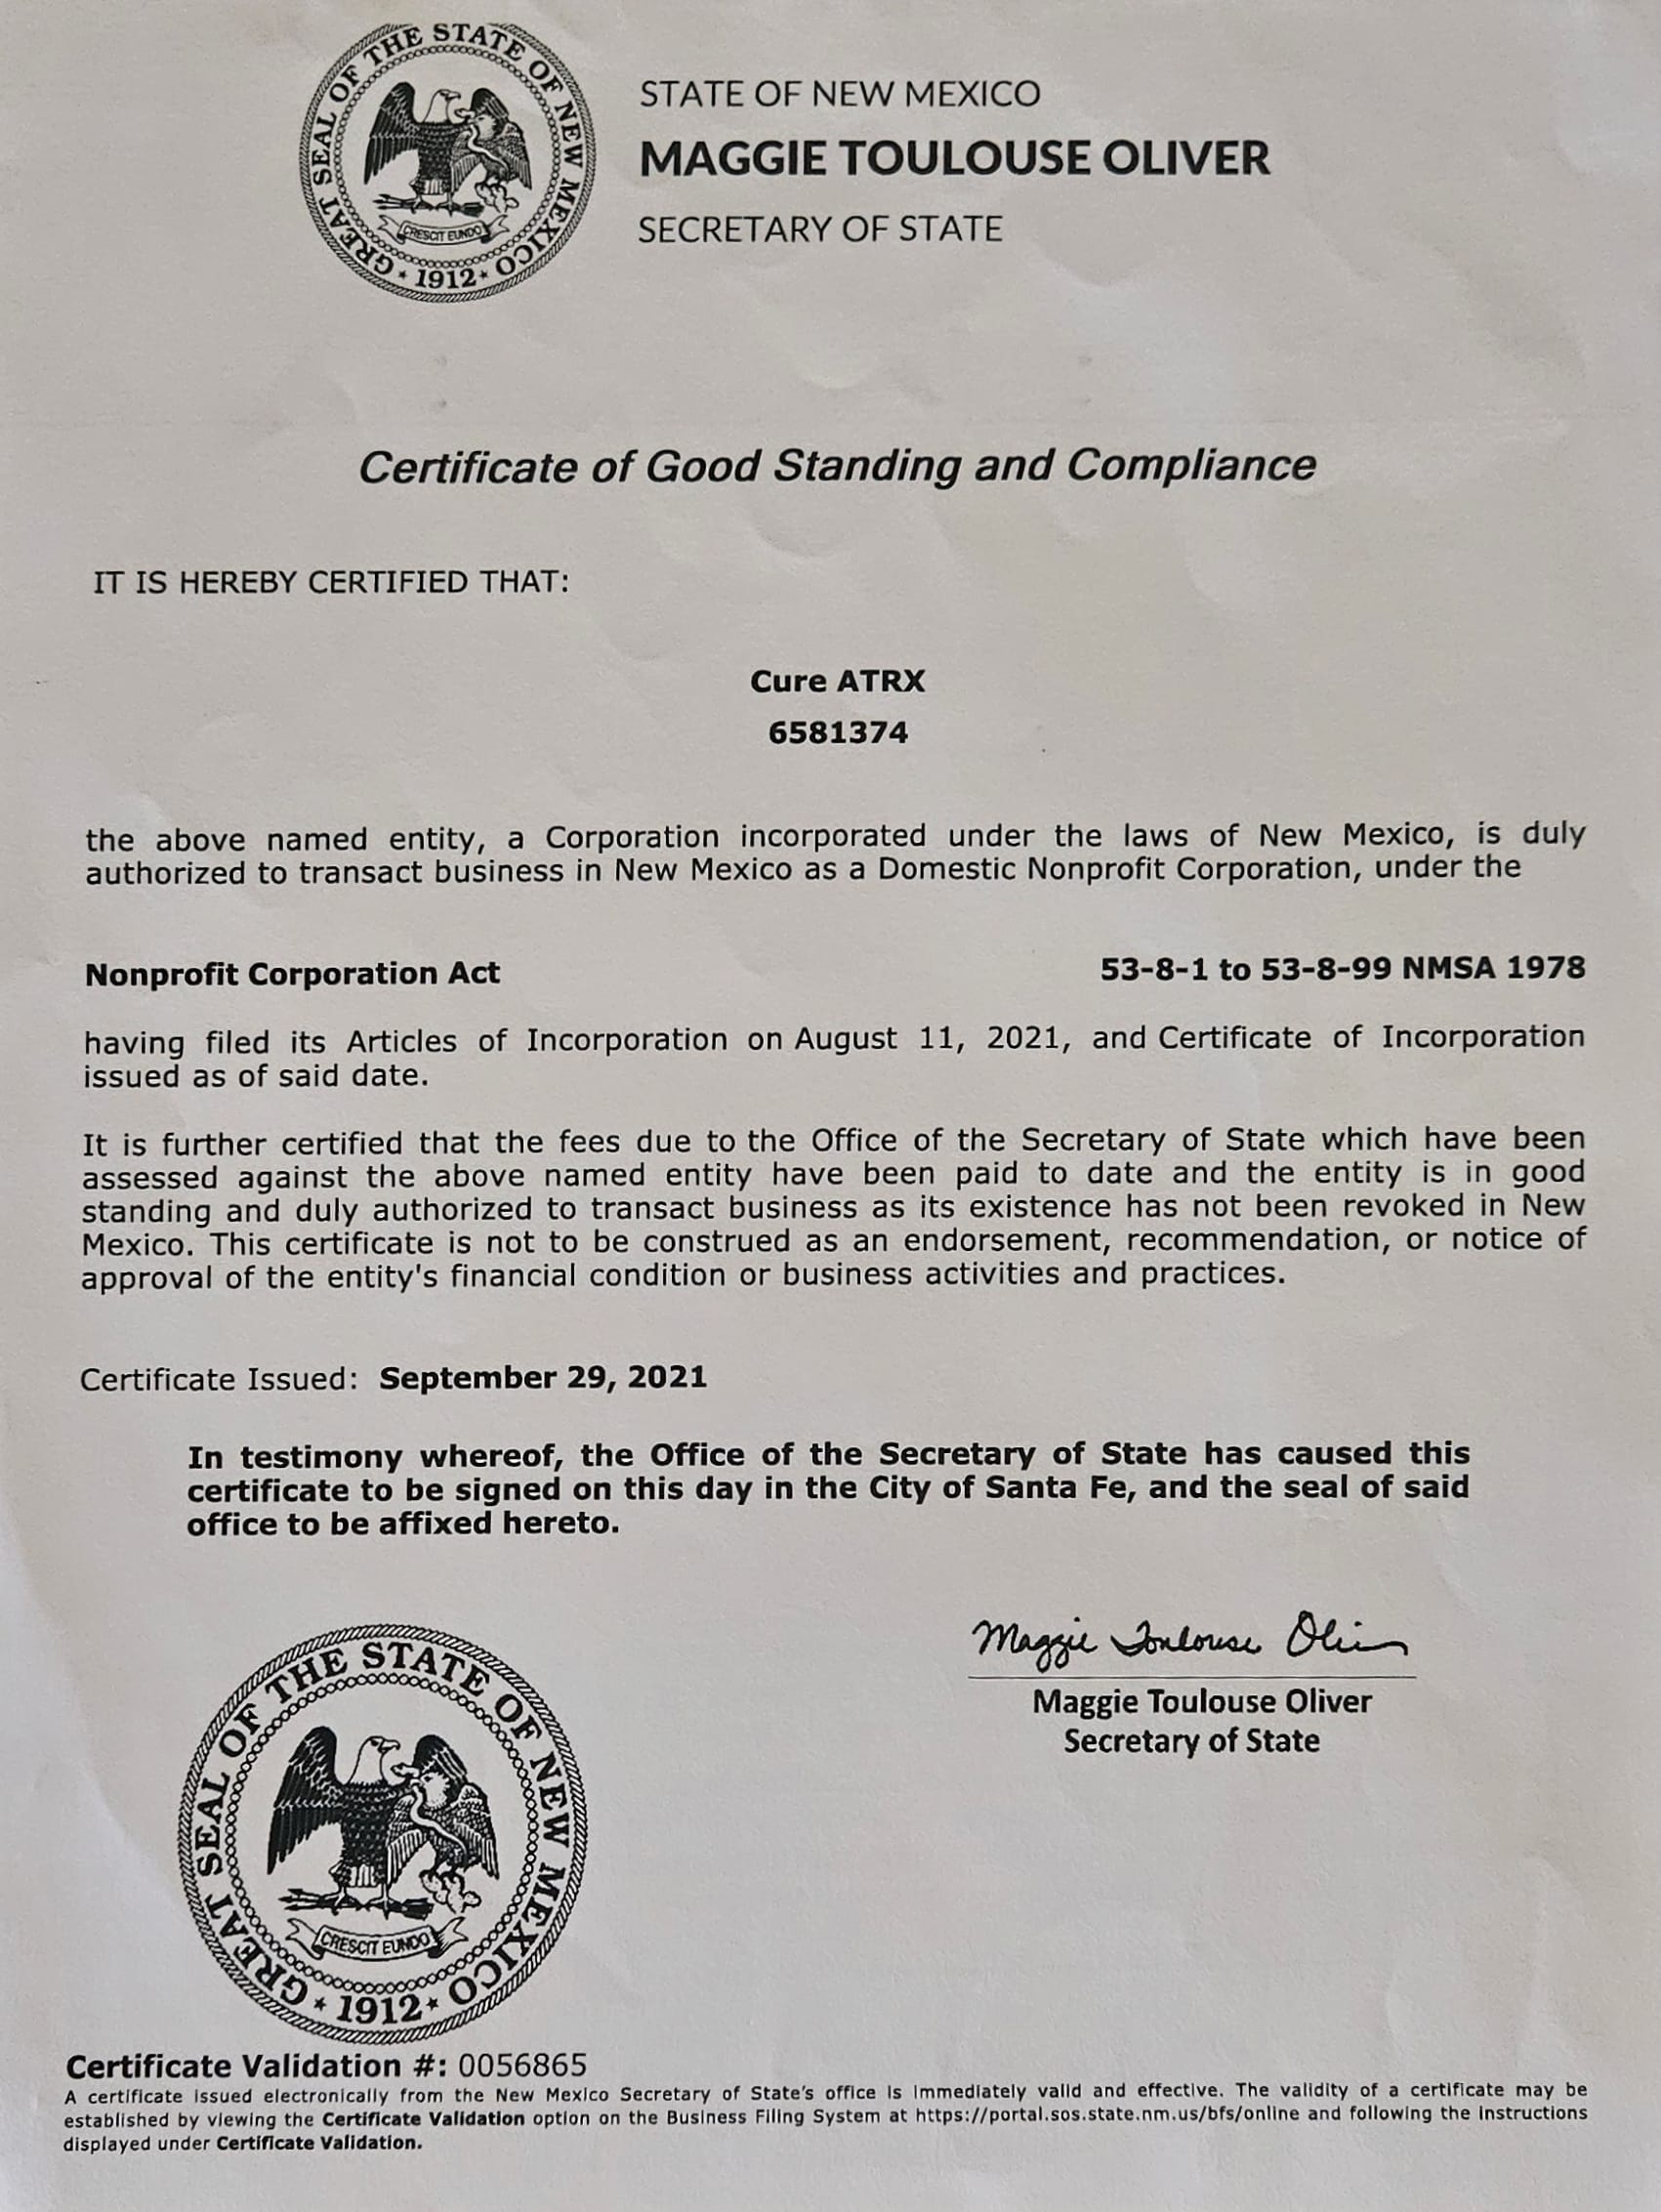 GREAT SEAL OF THE STATE OF NEW MEXICO
CRESCIT EUNDO
1912
STATE OF NEW MEXICO
MAGGIE TOULOUSE OLIVER
SECRETARY OF STATE
Certificate of Good Standing and Compliance
IT IS HEREBY CERTIFIED THAT:
Cure ATRX
6581374
the above named entity, a Corporation incorporated under the laws of New Mexico, is duly
authorized to transact business in New Mexico as a Domestic Nonprofit Corporation, under the
Nonprofit Corporation Act 53-8-1 to 53-8-99 NMSA 1978
having filed its Articles of Incorporation on August 11, 2021, and Certificate of Incorporation
issued as of said date.
It is further certified that the fees due to the Office of the Secretary of State which have been
assessed against the above named entity have been paid to date and the entity is in good
standing and duly authorized to transact business as its existence has not been revoked in New
Mexico. This certificate is not to be construed as an endorsement, recommendation, or notice of
approval of the entity's financial condition or business activities and practices.
Certificate Issued: September 29, 2021
In testimony whereof, the Office of the Secretary of State has caused this
certificate to be signed on this day in the City of Santa Fe, and the seal of said
office to be affixed hereto.
Maggie Toulouse Oliver
Maggie Toulouse Oliver
Secretary of State
GREAT SEAL OF THE STATE OF NEW MEXICO
CRESCIT EUNDO
1912
Certificate Validation #: 0056865
A certificate issued electronically from the New Mexico Secretary of State's office is immediately valid and effective. The validity of a certificate may be
established by viewing the Certificate Validation option on the Business Filing System at https://portal.sos.state.nm.us/bfs/online and following the instructions
displayed under Certificate Validation.